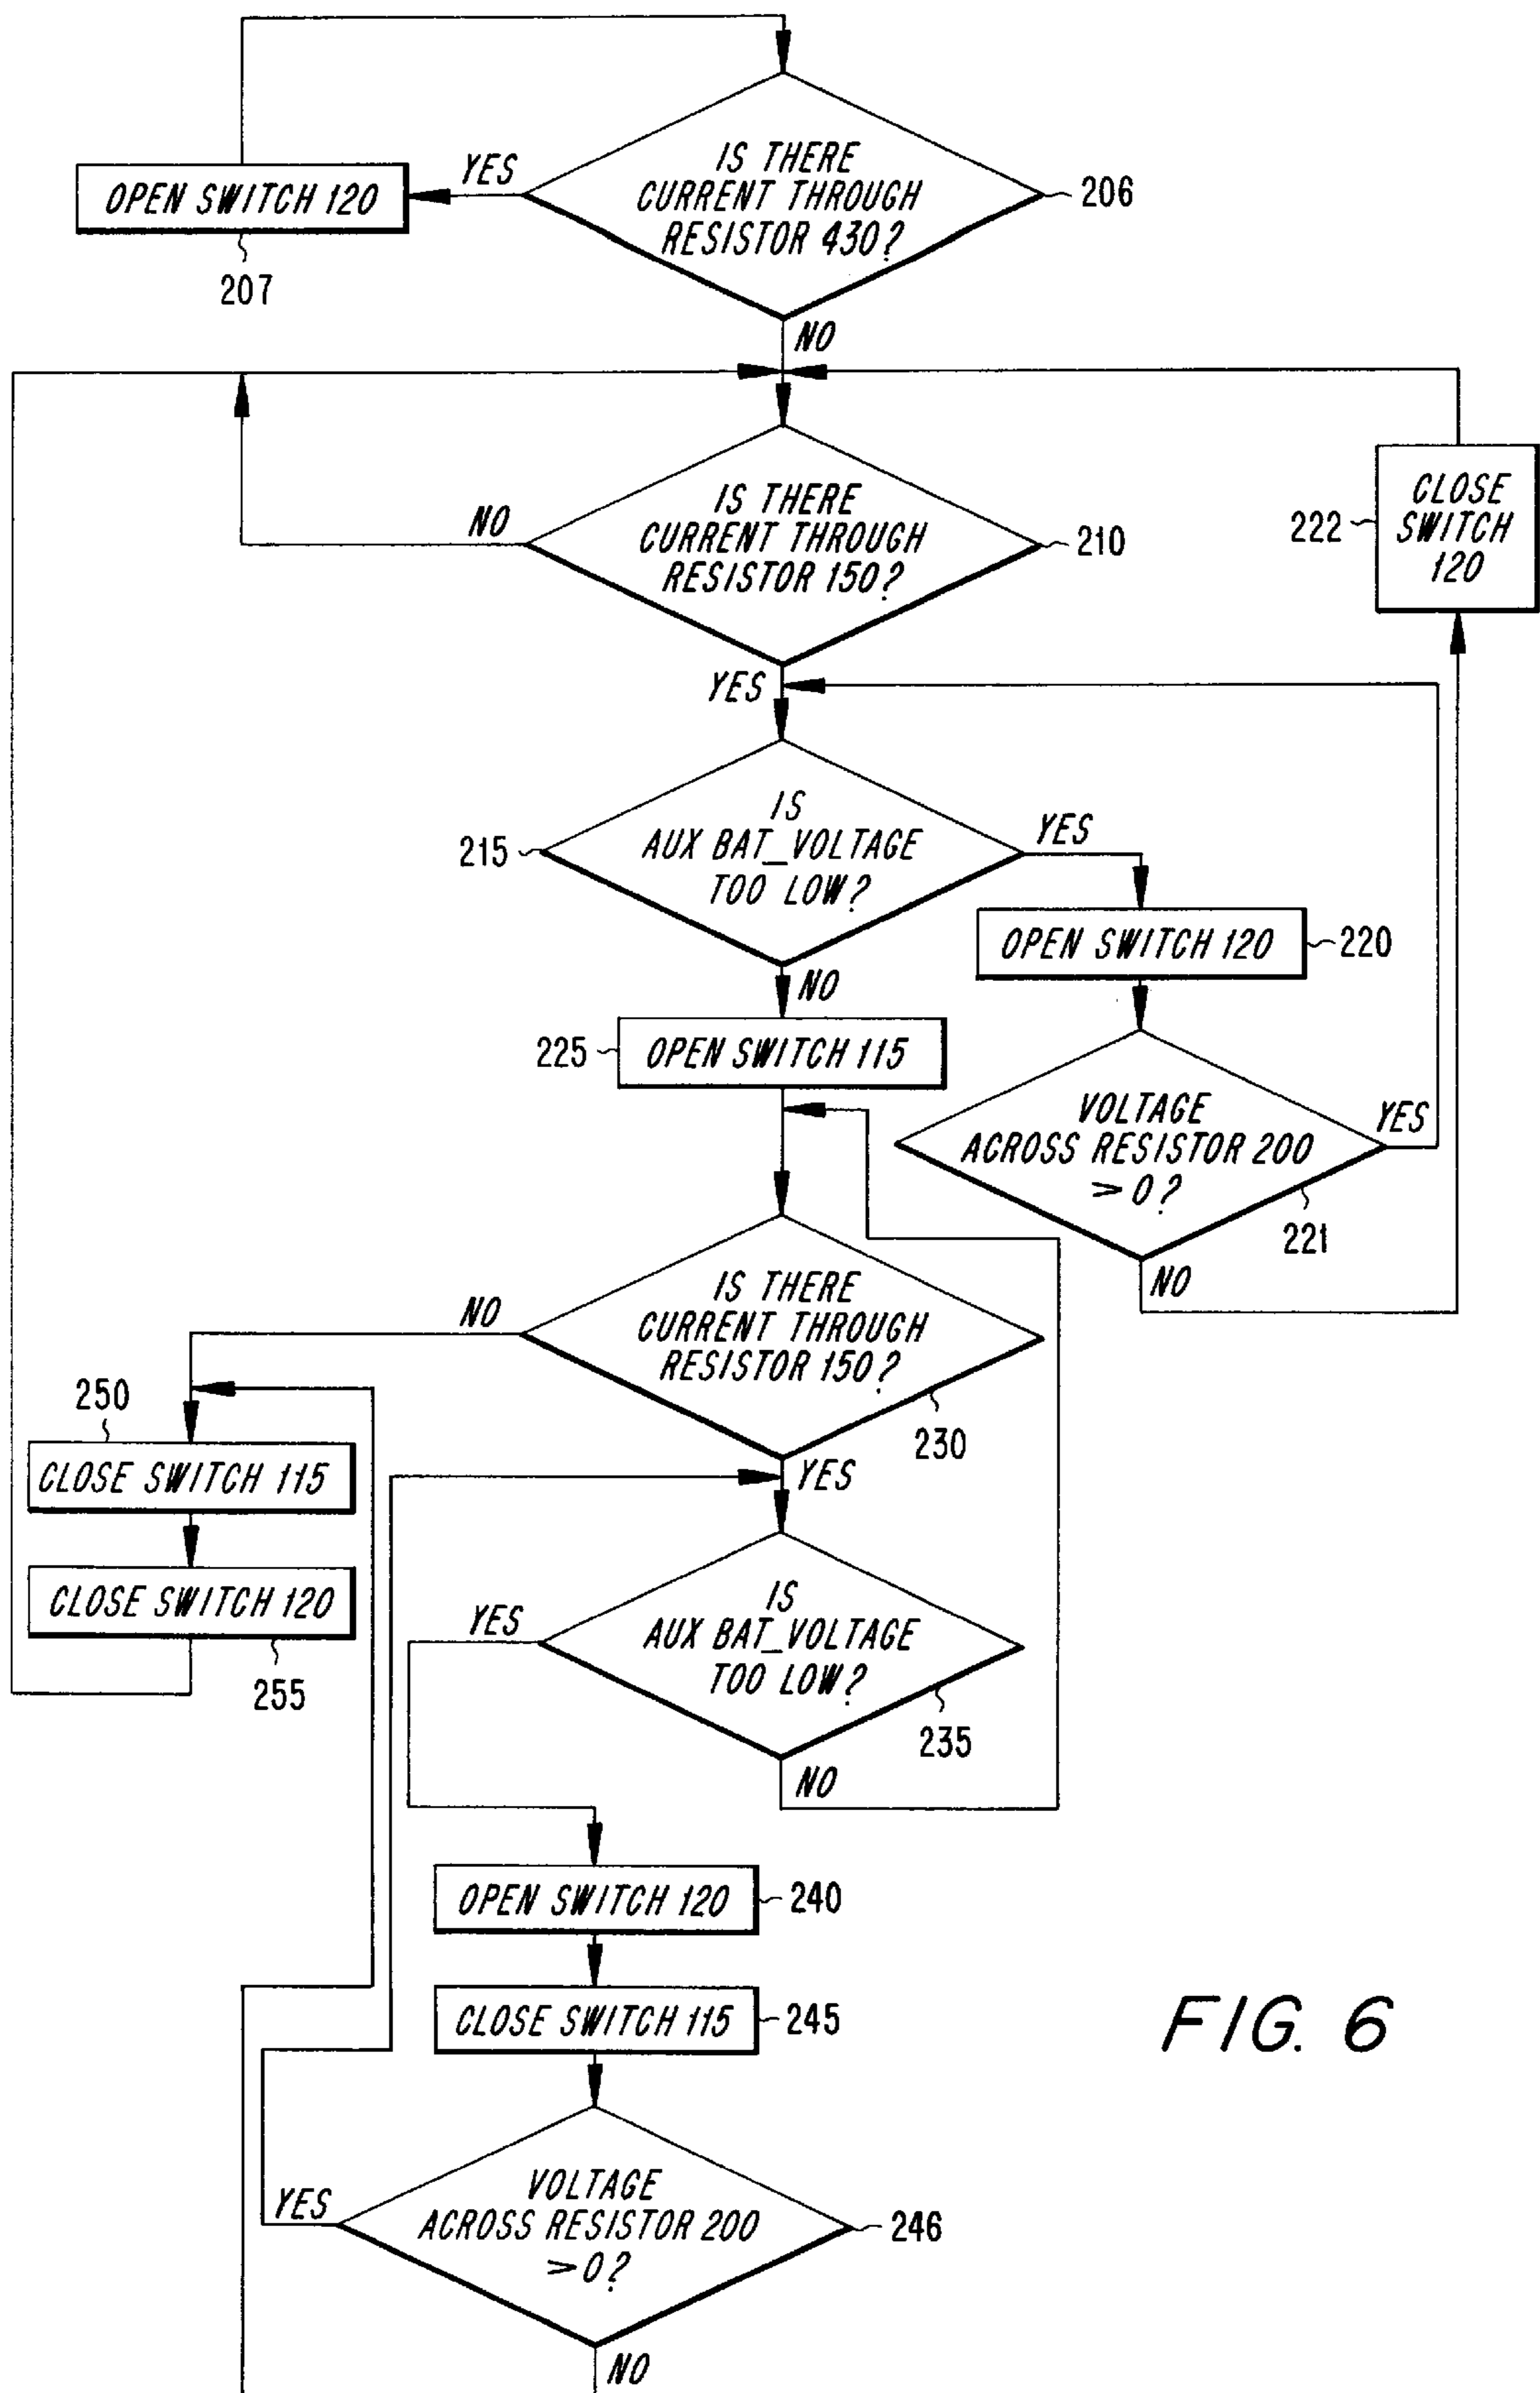 IS THERE
CURRENT THROUGH
RESISTOR 430?
206
YES
OPEN SWITCH 120
207
NO
IS THERE
CURRENT THROUGH
RESISTOR 150?
210
NO
CLOSE
SWITCH
120
222
YES
IS
AUX BAT_VOLTAGE
TOO LOW?
215
YES
OPEN SWITCH 120
220
NO
OPEN SWITCH 115
225
VOLTAGE
ACROSS RESISTOR 200
>0?
YES
221
NO
IS THERE
CURRENT THROUGH
RESISTOR 150?
NO
230
250
CLOSE SWITCH 115
YES
CLOSE SWITCH 120
255
IS
AUX BAT_VOLTAGE
TOO LOW?
YES
235
NO
OPEN SWITCH 120
240
CLOSE SWITCH 115
245
FIG. 6
VOLTAGE
ACROSS RESISTOR 200
>0?
YES
246
NO